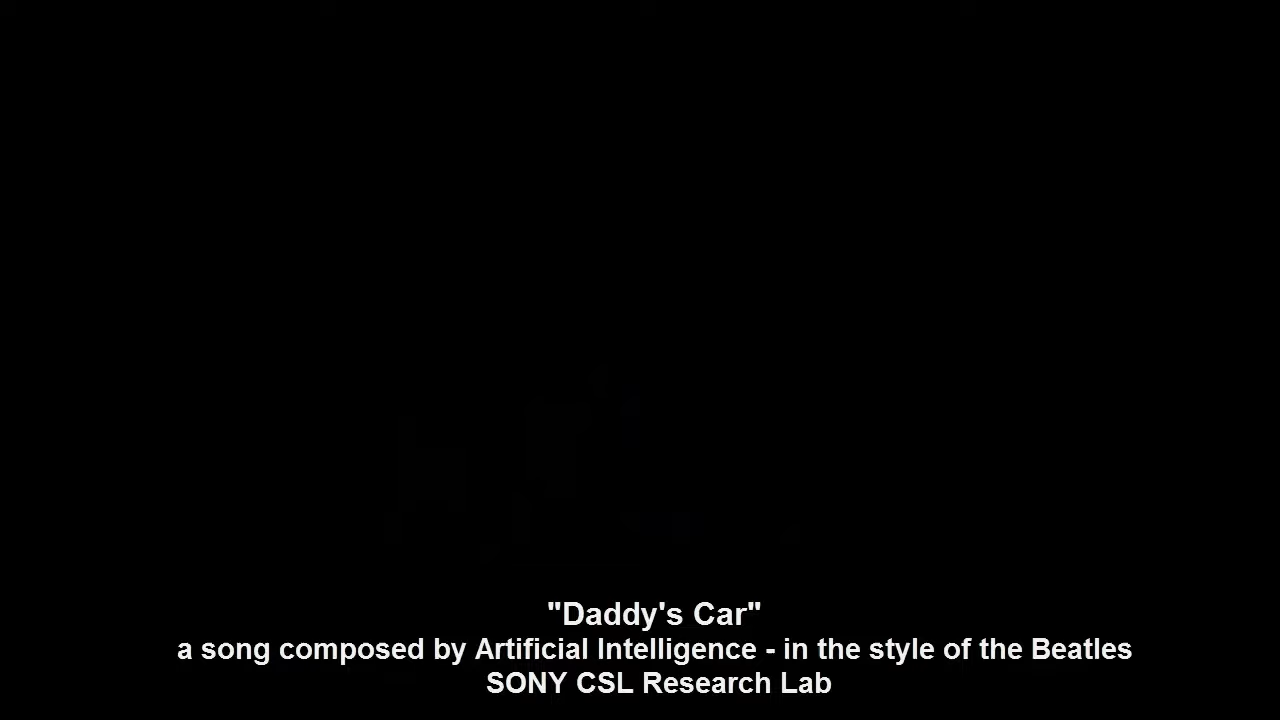 "Daddy's Car"
a song composed by Artificial Intelligence - in the style of the Beatles
SONY CSL Research Lab